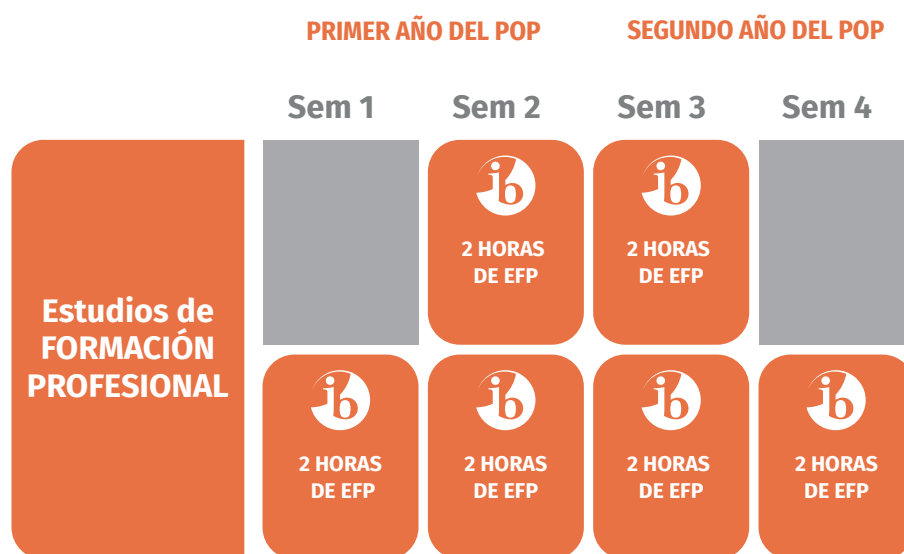 PRIMER AÑO DEL POP
SEGUNDO AÑO DEL POP
Sem 1
Sem 2
Sem 3
Sem 4
Estudios de
FORMACIÓN
PROFESIONAL
ib
2 HORAS
DE EFP
ib
2 HORAS
DE EFP
ib
2 HORAS
DE EFP
ib
2 HORAS
DE EFP
ib
2 HORAS
DE EFP
ib
2 HORAS
DE EFP